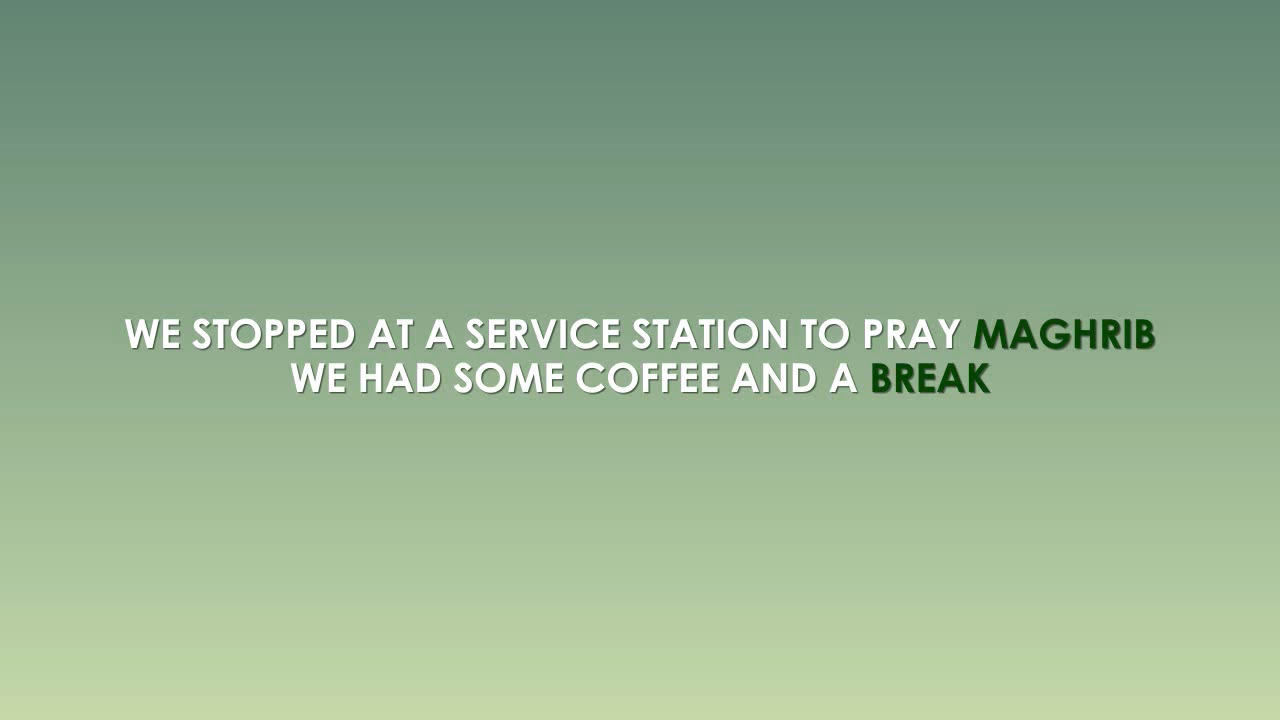 WE STOPPED AT A SERVICE STATION TO PRAY MAGHRIB
WE HAD SOME COFFEE AND A BREAK